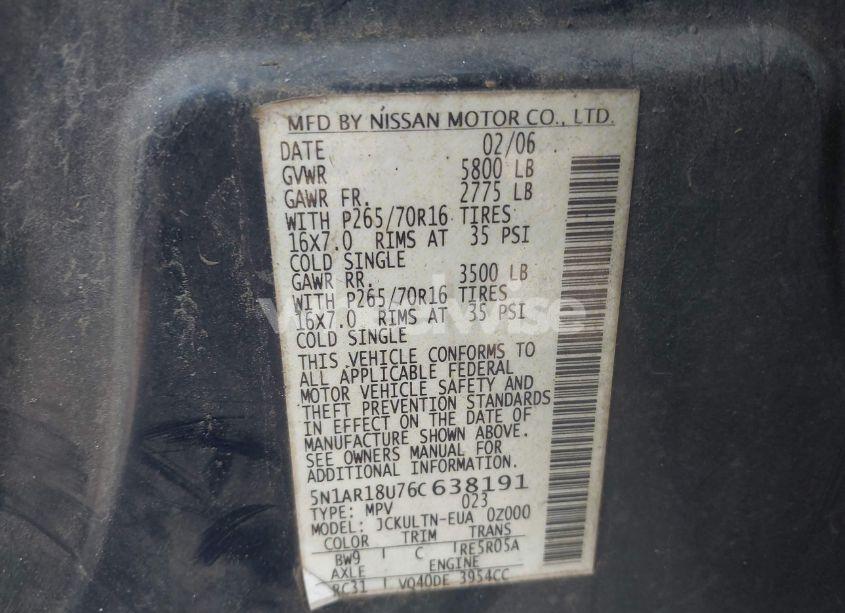 MFD BY NISSAN MOTOR CO., LTD.
DATE 02/06
GVWR 5800 LB
GAWR FR. 2775 LB
WITH P265/70R16 TIRES
16X7.0 RIMS AT 35 PSI
COLD SINGLE
GAWR RR. 3500 LB
WITH P265/70R16 TIRES
16X7.0 RIMS AT 35 PSI
COLD SINGLE
THIS VEHICLE CONFORMS TO
ALL APPLICABLE FEDERAL
MOTOR VEHICLE SAFETY AND
THEFT PREVENTION STANDARDS
IN EFFECT ON THE DATE OF
MANUFACTURE SHOWN ABOVE.
SEE OWNERS MANUAL FOR
ADDITIONAL INFORMATION.
5N1AR18U76C638191
TYPE: MPV 023
MODEL: JCKULTN-EUA 0Z000
COLOR TRIM TRANS
BW9 C RE5R05A
AXLE ENGINE
RC31 VQ40DE 3954CC